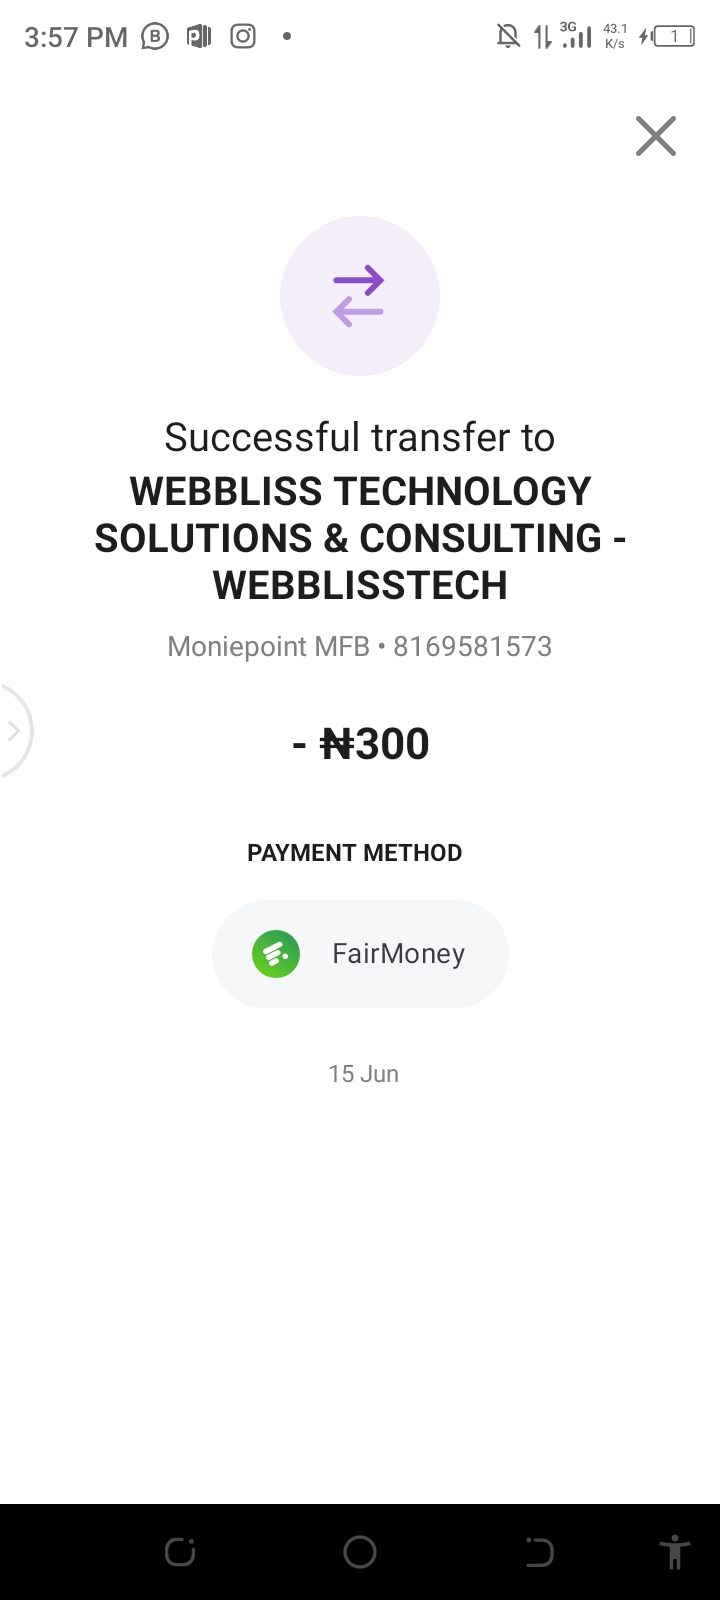 3:57 PM
3G
43.1
K/s
1
Successful transfer to
WEBBLISS TECHNOLOGY
SOLUTIONS & CONSULTING -
WEBBLISSTECH
Moniepoint MFB • 8169581573
- ₦300
PAYMENT METHOD
FairMoney
15 Jun